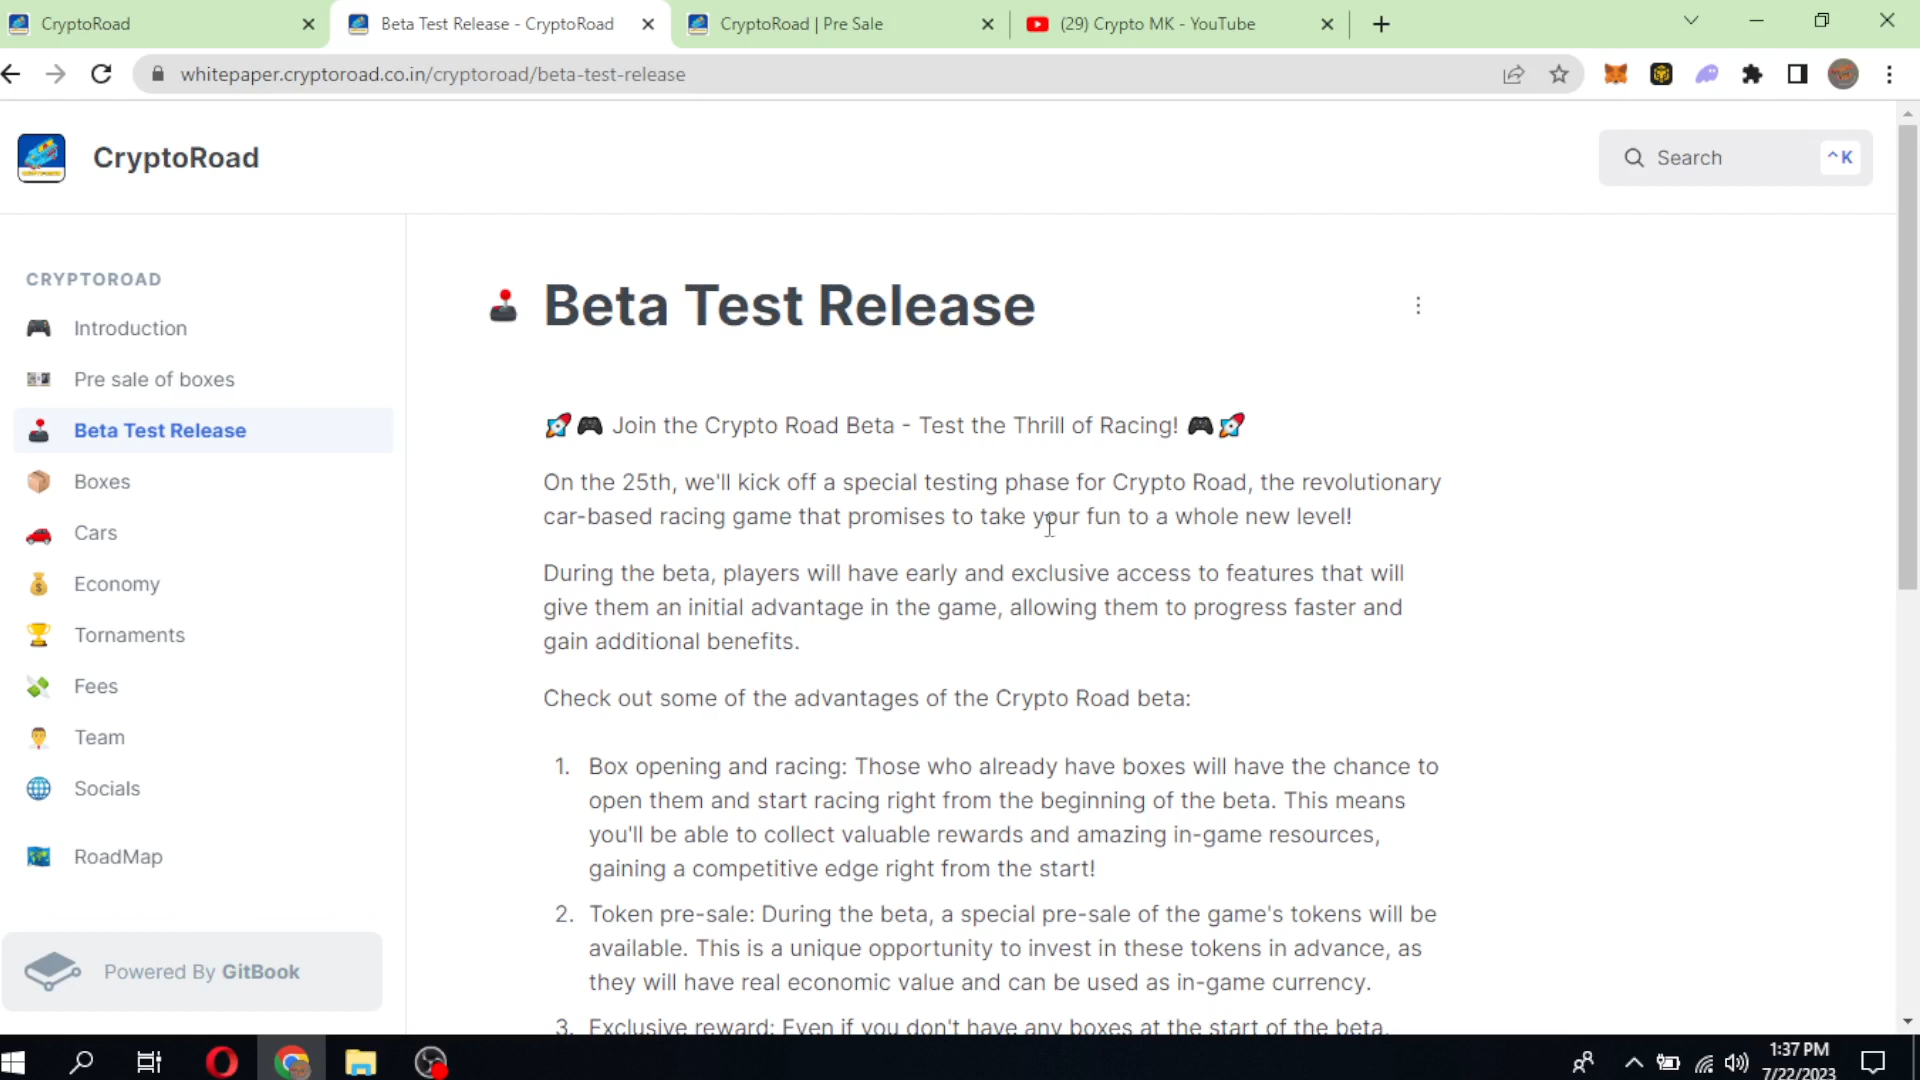 CryptoRoad
Beta Test Release - CryptoRoad
CryptoRoad | Pre Sale
(29) Crypto MK - YouTube
whitepaper.cryptoroad.co.in/cryptoroad/beta-test-release
CryptoRoad
Search
^K
CRYPTOROAD
Introduction
Pre sale of boxes
Beta Test Release
Boxes
Cars
Economy
Tornaments
Fees
Team
Socials
RoadMap
Powered By GitBook
Beta Test Release
Join the Crypto Road Beta - Test the Thrill of Racing!
On the 25th, we'll kick off a special testing phase for Crypto Road, the revolutionary
car-based racing game that promises to take your fun to a whole new level!
During the beta, players will have early and exclusive access to features that will
give them an initial advantage in the game, allowing them to progress faster and
gain additional benefits.
Check out some of the advantages of the Crypto Road beta:
1. Box opening and racing: Those who already have boxes will have the chance to
open them and start racing right from the beginning of the beta. This means
you'll be able to collect valuable rewards and amazing in-game resources,
gaining a competitive edge right from the start!
2. Token pre-sale: During the beta, a special pre-sale of the game's tokens will be
available. This is a unique opportunity to invest in these tokens in advance, as
they will have real economic value and can be used as in-game currency.
3. Exclusive reward: Even if you don't have any boxes at the start of the beta,
1:37 PM
7/22/2023